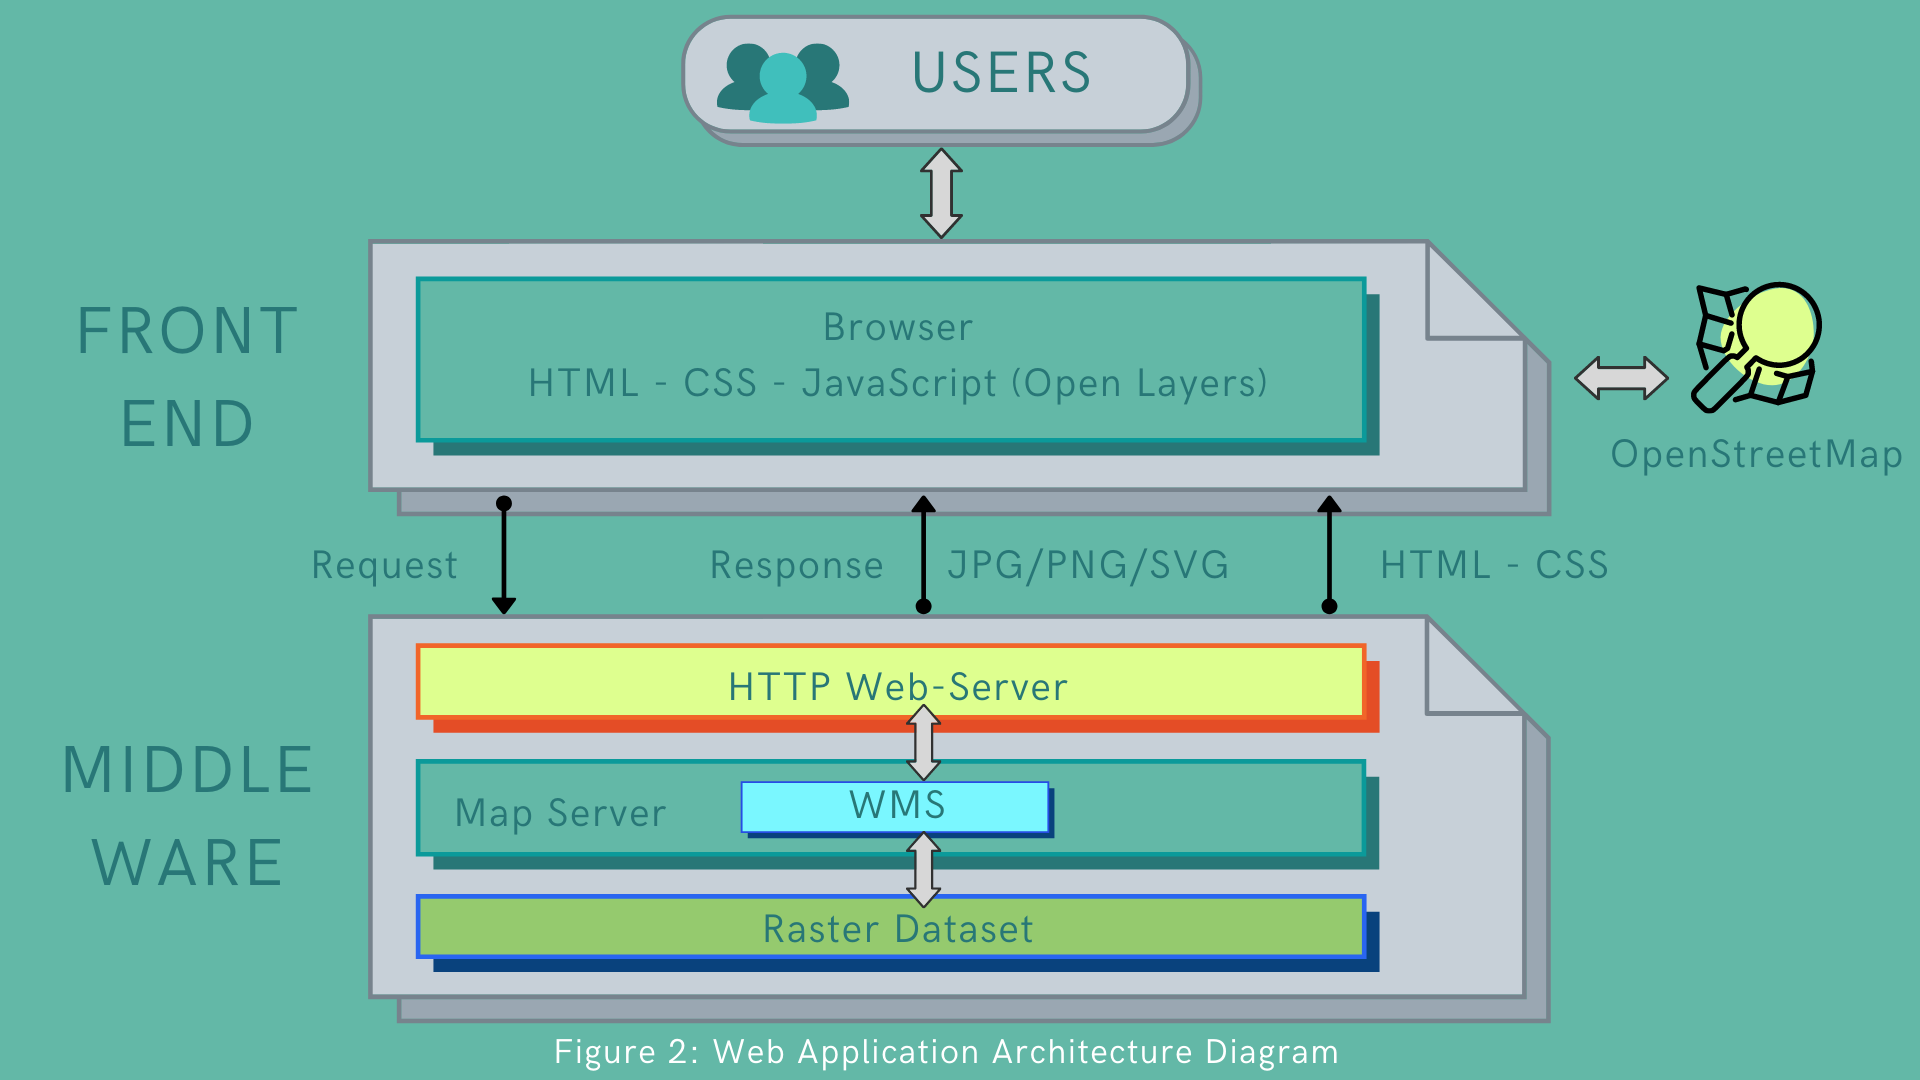 USERS
FRONT
END
Browser
HTML - CSS - JavaScript (Open Layers)
OpenStreetMap
Request
Response
JPG/PNG/SVG
HTML - CSS
MIDDLE
WARE
HTTP Web-Server
Map Server
WMS
Raster Dataset
Figure 2: Web Application Architecture Diagram